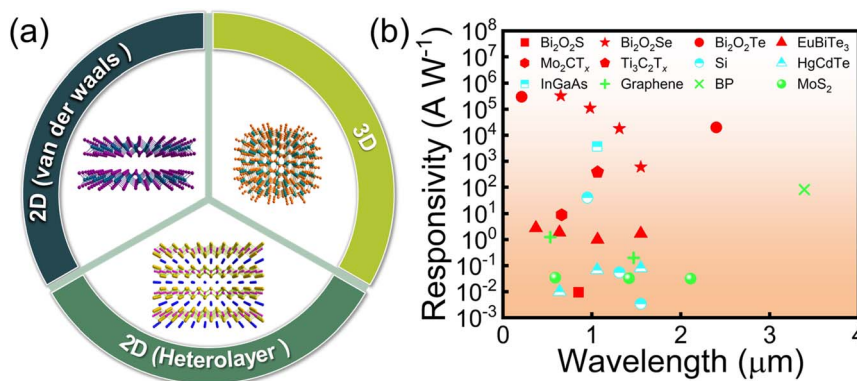 (a)
2D (van der waals )
3D
2D (Heterolayer )
(b)
Responsivity (A W⁻¹)
10⁸
10⁷
10⁶
10⁵
10⁴
10³
10²
10¹
10⁰
10⁻¹
10⁻²
10⁻³
Bi₂O₂S Bi₂O₂Se Bi₂O₂Te EuBiTe₃
Mo₂CTₓ Ti₃C₂Tₓ Si HgCdTe
InGaAs Graphene BP MoS₂
0 1 2 3 4
Wavelength (μm)